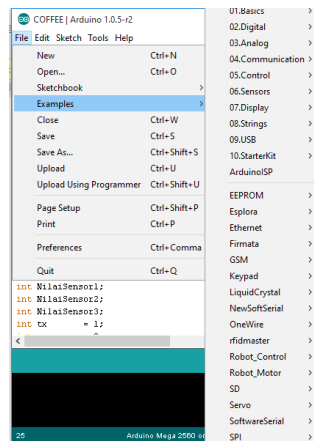 COFFEE | Arduino 1.0.5-r2
File Edit Sketch Tools Help
New Ctrl+N
Open... Ctrl+O
Sketchbook
Examples
Close Ctrl+W
Save Ctrl+S
Save As... Ctrl+Shift+S
Upload Ctrl+U
Upload Using Programmer Ctrl+Shift+U
Page Setup Ctrl+Shift+P
Print Ctrl+P
Preferences Ctrl+Comma
Quit Ctrl+Q
int NilaiSensor1;
int NilaiSensor2;
int NilaiSensor3;
int tx = 1;
25 Arduino Mega 2560 or
01.Basics
02.Digital
03.Analog
04.Communication
05.Control
06.Sensors
07.Display
08.Strings
09.USB
10.StarterKit
ArduinoISP
EEPROM
Esplora
Ethernet
Firmata
GSM
Keypad
LiquidCrystal
NewSoftSerial
OneWire
rfidmaster
Robot_Control
Robot_Motor
SD
Servo
SoftwareSerial
SPI